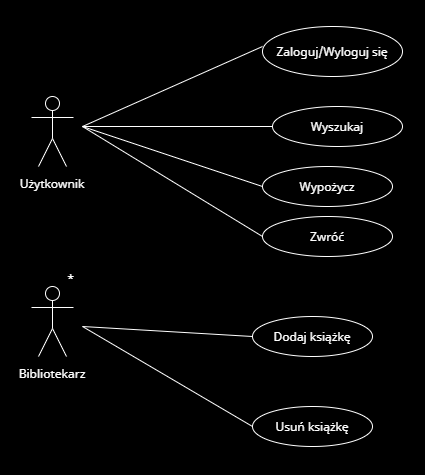 Zaloguj/Wyloguj się
Wyszukaj
Użytkownik
Wypożycz
Zwróć
*
Bibliotekarz
Dodaj książkę
Usuń książkę